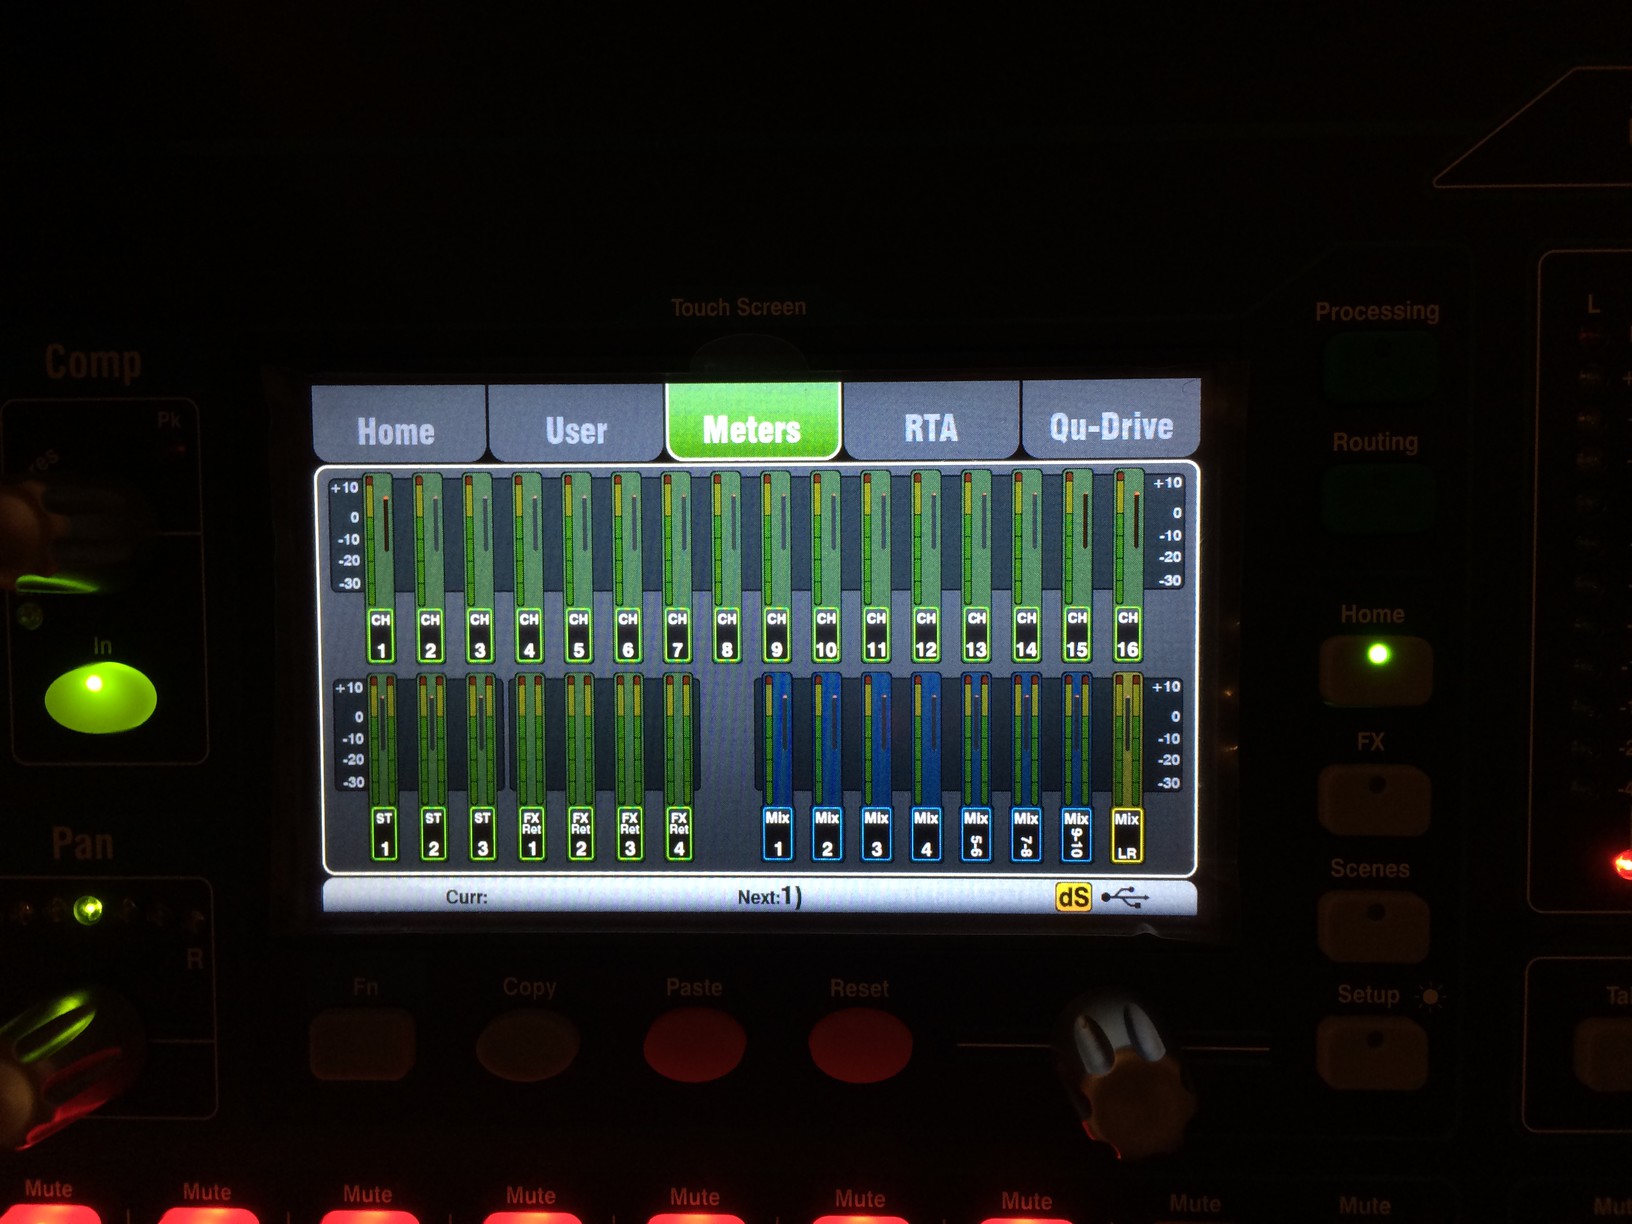 Touch Screen
Comp
Pk
In
Pan
R
Home User Meters RTA Qu-Drive
+10 +10
0 0
-10 -10
-20 -20
-30 -30
CH CH CH CH CH CH CH CH CH CH CH CH CH CH CH CH
1 2 3 4 5 6 7 8 9 10 11 12 13 14 15 16
+10 +10
0 0
-10 -10
-20 -20
-30 -30
ST ST ST FX Ret FX Ret FX Ret FX Ret Mix Mix Mix Mix Mix Mix Mix Mix
1 2 3 1 2 3 4 1 2 3 4 5-6 7-8 9-10 LR
Curr: Next:1) dS
Processing
Routing
Home
FX
Scenes
Setup
L
Fn Copy Paste Reset
Mute Mute Mute Mute Mute Mute Mute Mute Mute